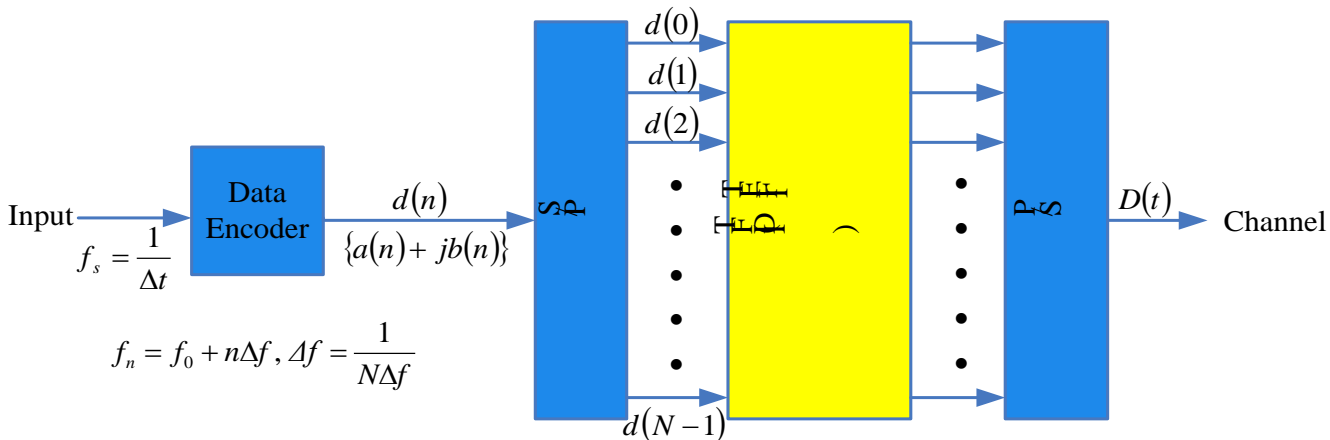 d(0)
d(1)
d(2)
Input
Data
Encoder
d(n)
{a(n)+ jb(n)}
f_s = 1/Δt
D(t)
Channel
f_n = f_0 + nΔf, Δf = 1/NΔf
d(N−1)